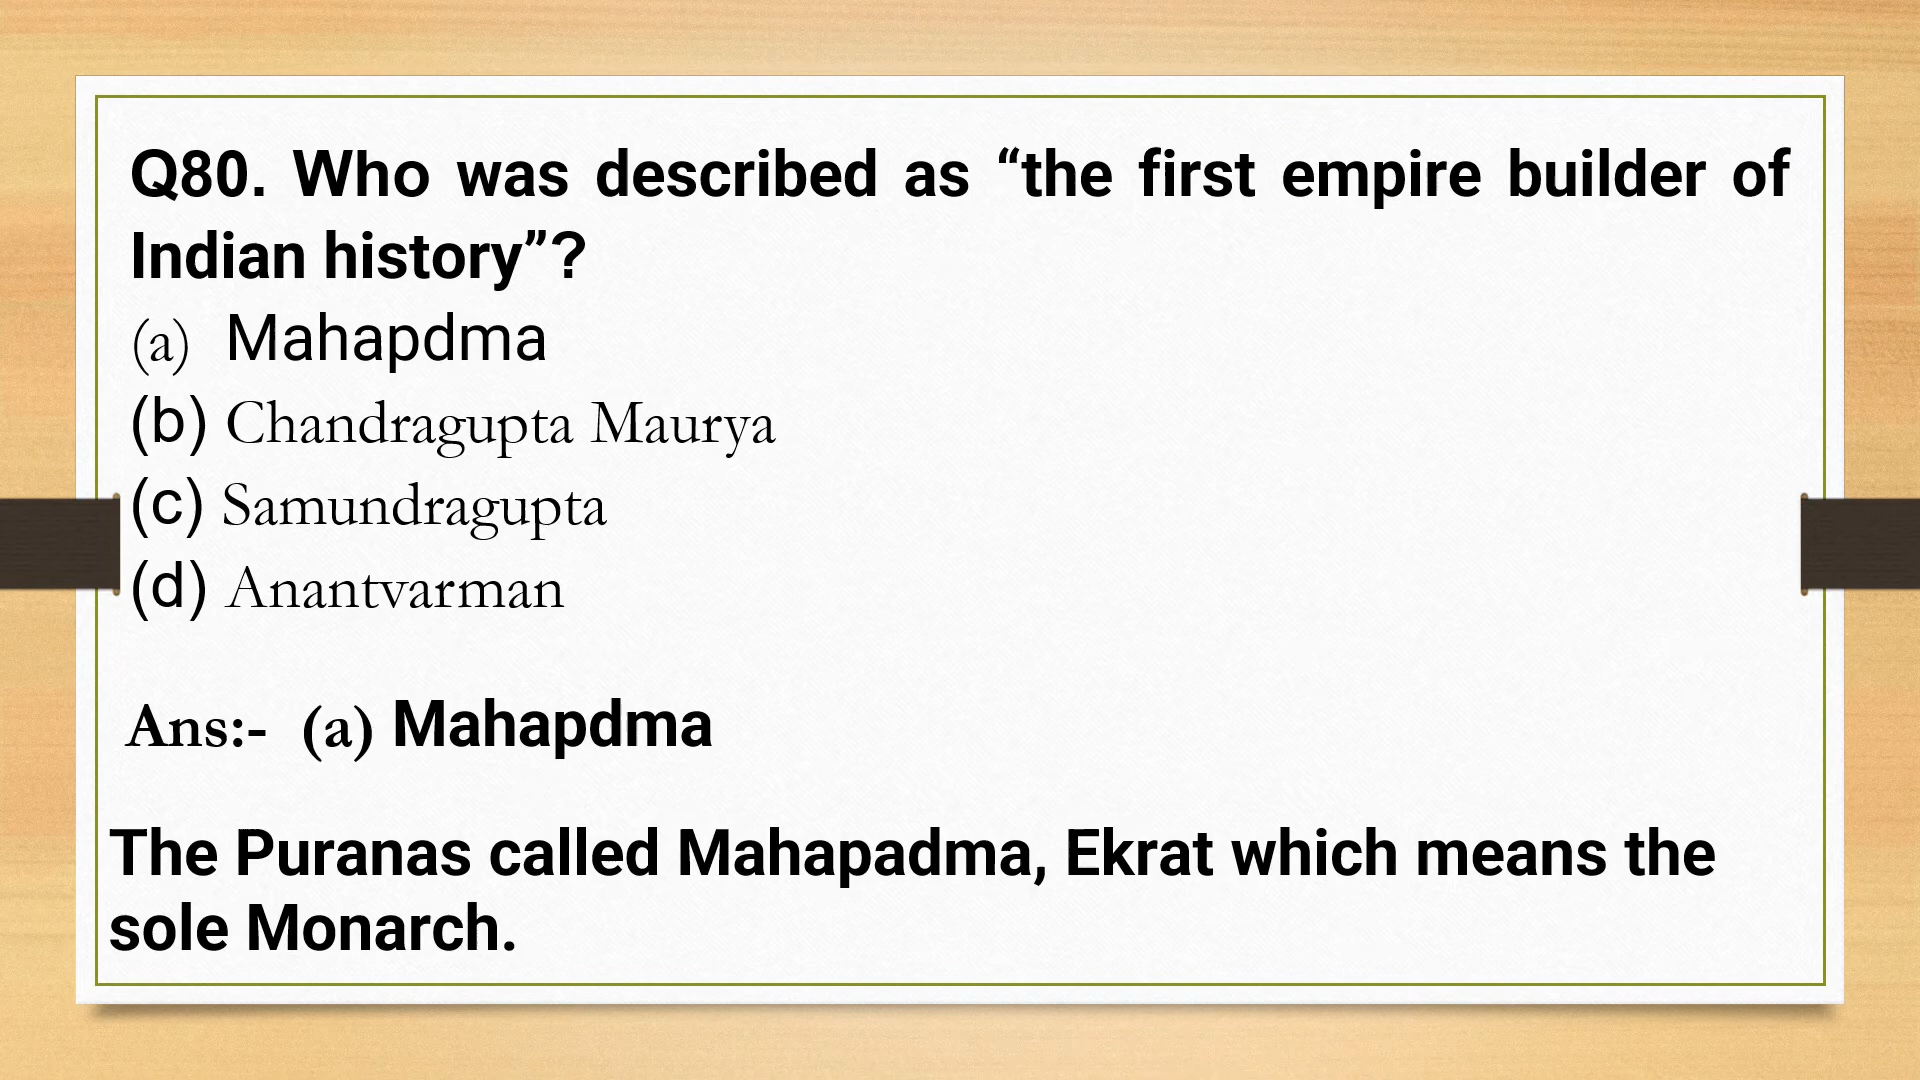 Q80. Who was described as “the first empire builder of
Indian history”?
(a) Mahapdma
(b) Chandragupta Maurya
(c) Samundragupta
(d) Anantvarman
Ans:- (a) Mahapdma
The Puranas called Mahapadma, Ekrat which means the
sole Monarch.